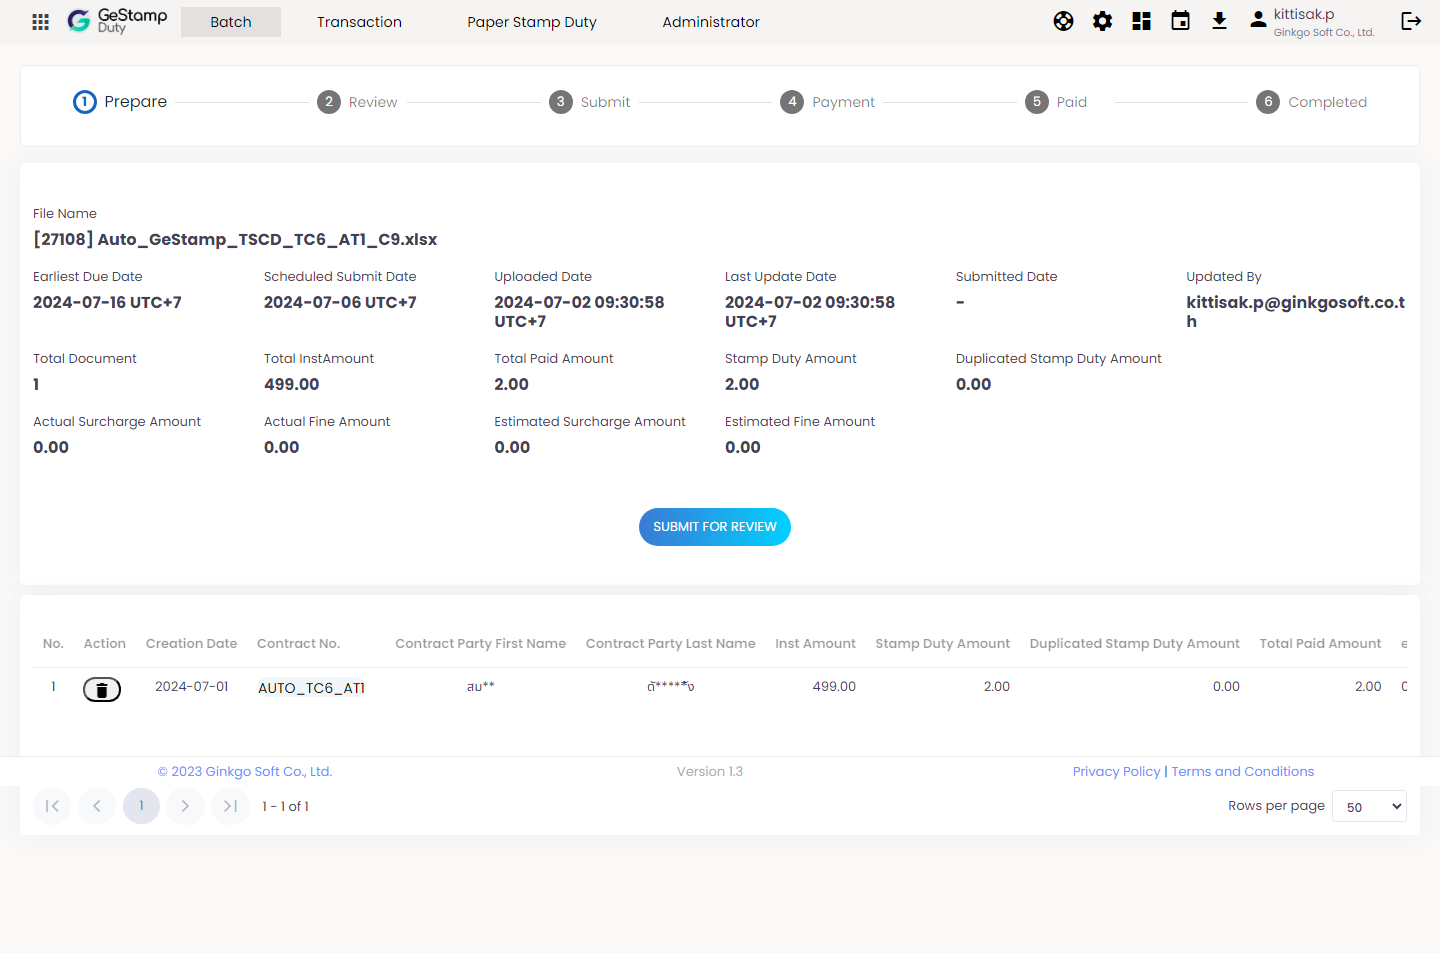 GeStamp Duty Batch Transaction Paper Stamp Duty Administrator kittisak.p
Ginkgo Soft Co., Ltd.
1 Prepare 2 Review 3 Submit 4 Payment 5 Paid 6 Completed
File Name
[27108] Auto_GeStamp_TSCD_TC6_AT1_C9.xlsx
Earliest Due Date Scheduled Submit Date Uploaded Date Last Update Date Submitted Date Updated By
2024-07-16 UTC+7 2024-07-06 UTC+7 2024-07-02 09:30:58 UTC+7 2024-07-02 09:30:58 UTC+7 - kittisak.p@ginkgosoft.co.th
Total Document Total InstAmount Total Paid Amount Stamp Duty Amount Duplicated Stamp Duty Amount
1 499.00 2.00 2.00 0.00
Actual Surcharge Amount Actual Fine Amount Estimated Surcharge Amount Estimated Fine Amount
0.00 0.00 0.00 0.00
SUBMIT FOR REVIEW
No. Action Creation Date Contract No. Contract Party First Name Contract Party Last Name Inst Amount Stamp Duty Amount Duplicated Stamp Duty Amount Total Paid Amount
1 2024-07-01 AUTO_TC6_AT1 สม** 499.00 2.00 0.00 2.00
© 2023 Ginkgo Soft Co., Ltd. Version 1.3 Privacy Policy | Terms and Conditions
1 1 - 1 of 1 Rows per page 50